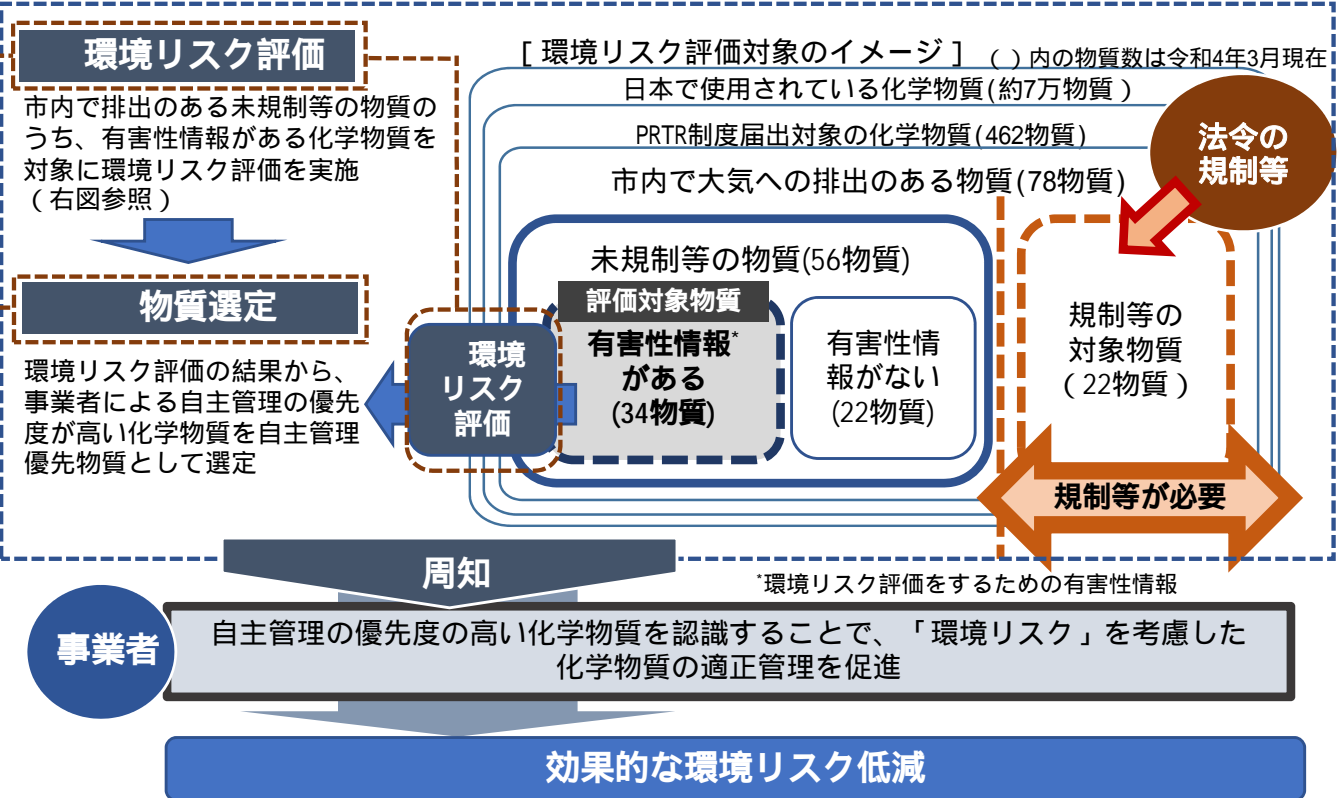 環境リスク評価
市内で排出のある未規制等の物質の
うち、有害性情報がある化学物質を
対象に環境リスク評価を実施
（右図参照）
物質選定
環境リスク評価の結果から、
事業者による自主管理の優先
度が高い化学物質を自主管理
優先物質として選定
[ 環境リスク評価対象のイメージ ]
（ ）内の物質数は令和4年3月現在
日本で使用されている化学物質(約7万物質)
PRTR制度届出対象の化学物質(462物質)
市内で大気への排出のある物質(78物質)
法令の
規制等
未規制等の物質(56物質)
評価対象物質
有害性情報*
がある
(34物質)
有害性情
報がない
(22物質)
規制等の
対象物質
（22物質）
環境
リスク
評価
規制等が必要
周知
*環境リスク評価をするための有害性情報
事業者
自主管理の優先度の高い化学物質を認識することで、「環境リスク」を考慮した
化学物質の適正管理を促進
効果的な環境リスク低減